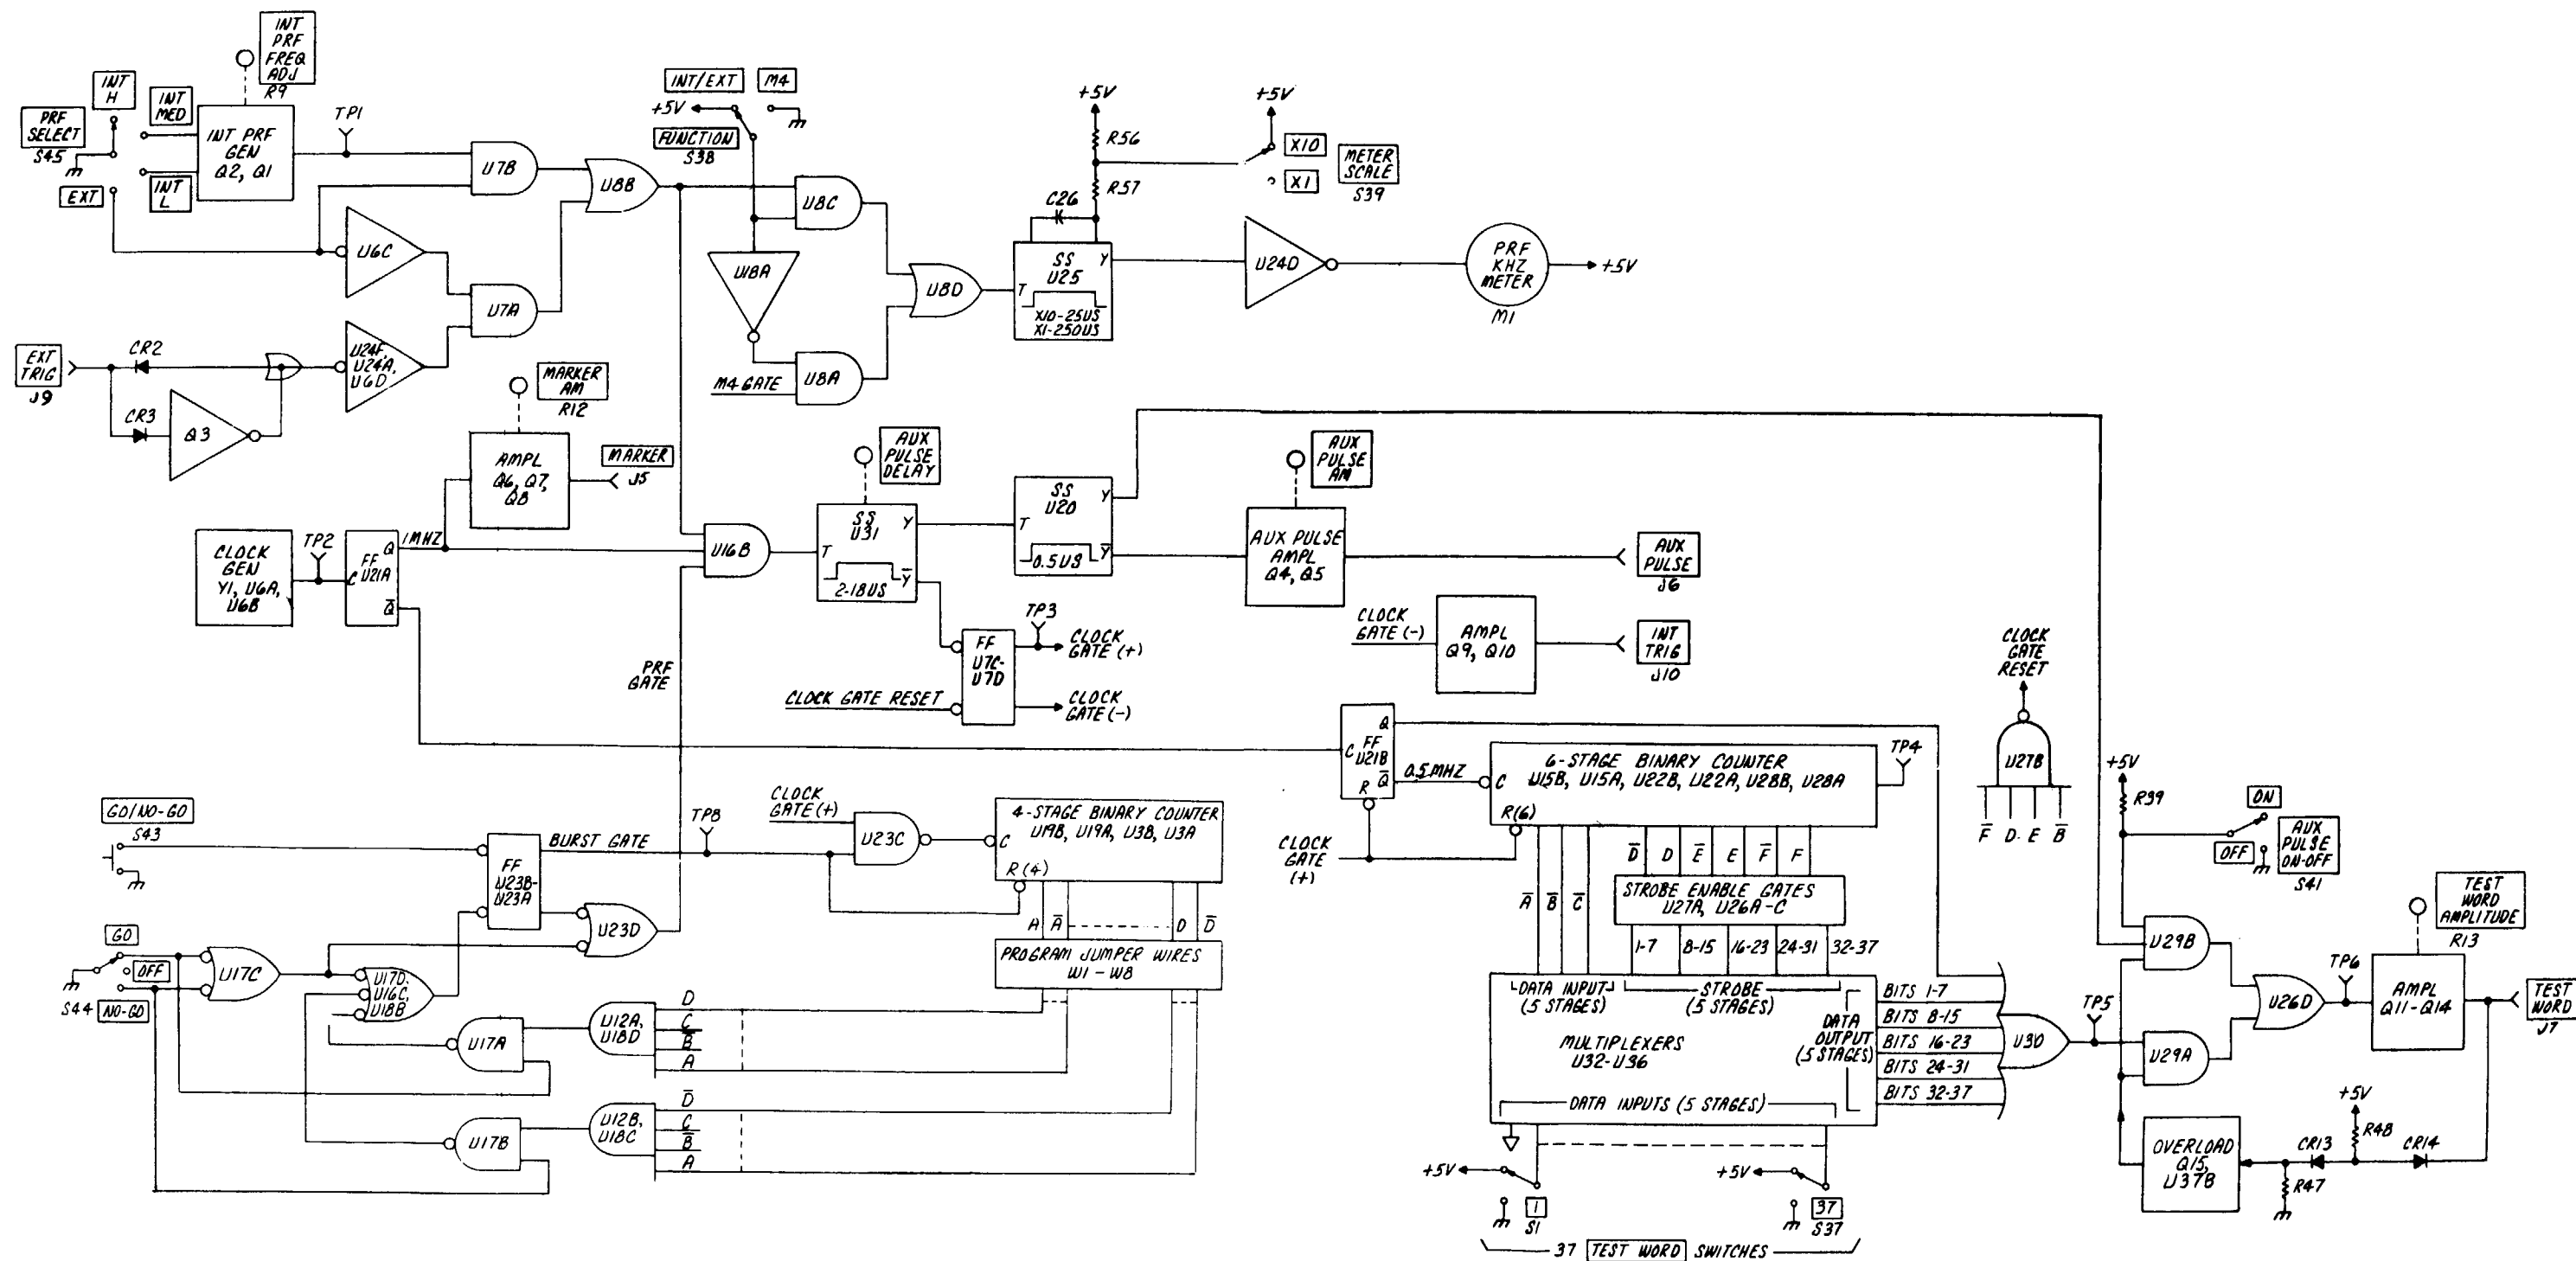 INT
PRF
FREQ
ADJ
R9
INT
H
INT
MED
PRF
SELECT
S45
INT PRF
GEN
Q2, Q1
TP1
EXT
INT
L
U7B
U8B
U6C
U7A
EXT
TRIG
J9
CR2
CR3
Q3
U24F,
U24A,
U6D
INT/EXT
M4
+5V
FUNCTION
S38
U8C
U18A
U8A
M4 GATE
U8D
+5V
R56
R57
C26
SS
U25
T
Y
X10-25US
X1-250US
+5V
X10
X1
METER
SCALE
S39
U24D
PRF
KHZ
METER
M1
+5V
MARKER
AM
R12
AMPL
Q6, Q7,
Q8
MARKER
J5
CLOCK
GEN
Y1, U6A,
U6B
TP2
FF
U21A
C
Q
Q̅
1MHZ
U16B
AUX
PULSE
DELAY
SS
U31
T
Y
Y̅
2-18US
SS
U20
T
Y
Y̅
0.5US
AUX
PULSE
AM
AUX PULSE
AMPL
Q4, Q5
AUX
PULSE
J6
PRF
GATE
FF
U7C-
U7D
TP3
CLOCK
GATE (+)
CLOCK
GATE (-)
CLOCK GATE RESET
CLOCK
GATE (-)
AMPL
Q9, Q10
INT
TRIG
J10
CLOCK
GATE
RESET
U27B
F̅ D E B̅
GO/NO-GO
S43
FF
U23B-
U23A
BURST GATE
TP8
CLOCK
GATE (+)
U23C
4-STAGE BINARY COUNTER
U19B, U19A, U3B, U3A
C
R (4)
A A̅ D D̅
PROGRAM JUMPER WIRES
W1 - W8
GO
OFF
S44
NO-GO
U17C
U17D,
U16C,
U18B
U23D
U17A
U12A,
U18D
D
C
B̅
A
U17B
U12B,
U18C
D̅
C
B̅
A
FF
U21B
C
Q
Q̅
R
0.5MHZ
CLOCK
GATE
(+)
6-STAGE BINARY COUNTER
U15B, U15A, U22B, U22A, U28B, U28A
C
R(6)
TP4
A̅ B̅ C̅
D̅ D E̅ E F̅ F
STROBE ENABLE GATES
U27A, U26A-C
1-7 8-15 16-23 24-31 32-37
DATA INPUT
(5 STAGES)
STROBE
(5 STAGES)
MULTIPLEXERS
U32-U36
DATA
OUTPUT
(5 STAGES)
DATA INPUTS (5 STAGES)
BITS 1-7
BITS 8-15
BITS 16-23
BITS 24-31
BITS 32-37
+5V
1
S1
+5V
37
S37
37 TEST WORD SWITCHES
U30
TP5
+5V
R39
ON
OFF
AUX
PULSE
ON-OFF
S41
U29B
U29A
U26D
TP6
TEST
WORD
AMPLITUDE
R13
AMPL
Q11-Q14
TEST
WORD
J7
OVERLOAD
Q15,
U37B
CR13
+5V
R48
CR14
R47